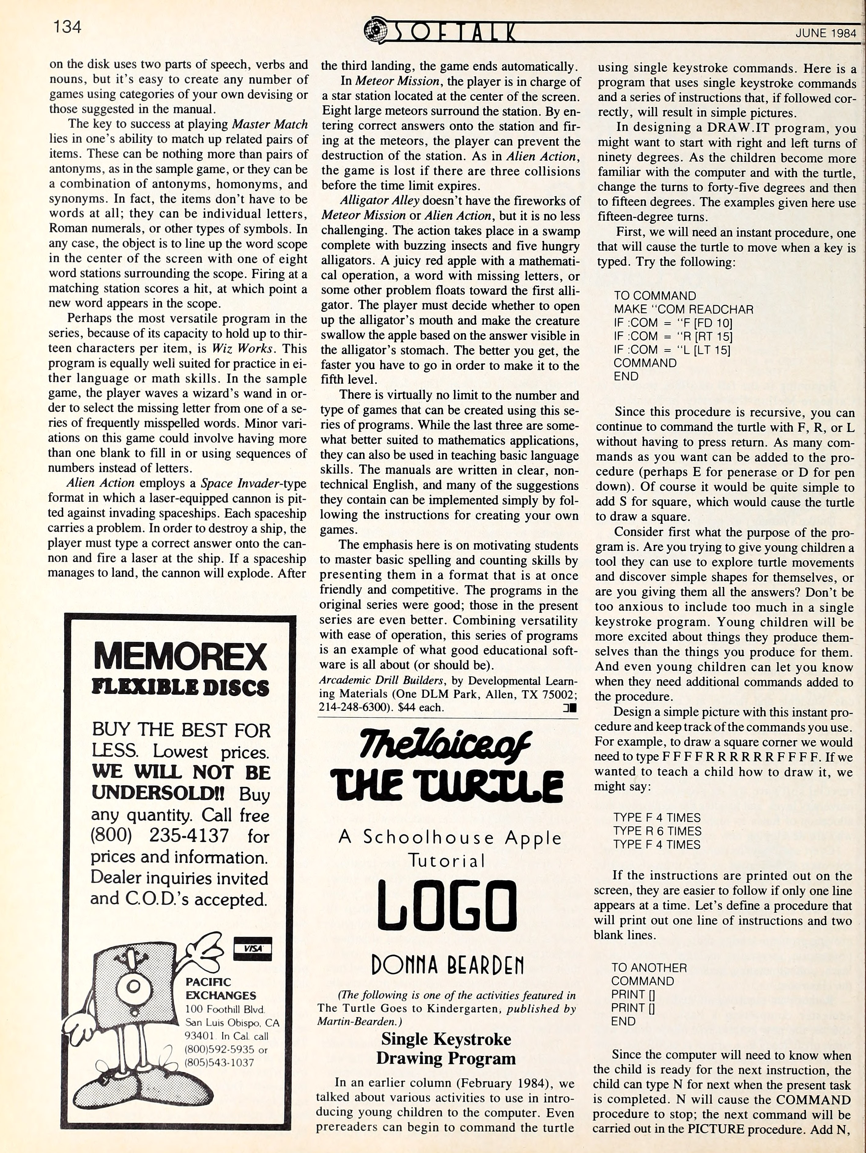 134
SOFTALK
JUNE 1984
on the disk uses two parts of speech, verbs and
nouns, but it's easy to create any number of
games using categories of your own devising or
those suggested in the manual.
The key to success at playing Master Match
lies in one's ability to match up related pairs of
items. These can be nothing more than pairs of
antonyms, as in the sample game, or they can be
a combination of antonyms, homonyms, and
synonyms. In fact, the items don't have to be
words at all; they can be individual letters,
Roman numerals, or other types of symbols. In
any case, the object is to line up the word scope
in the center of the screen with one of eight
word stations surrounding the scope. Firing at a
matching station scores a hit, at which point a
new word appears in the scope.
Perhaps the most versatile program in the
series, because of its capacity to hold up to thir-
teen characters per item, is Wiz Works. This
program is equally well suited for practice in ei-
ther language or math skills. In the sample
game, the player waves a wizard's wand in or-
der to select the missing letter from one of a se-
ries of frequently misspelled words. Minor vari-
ations on this game could involve having more
than one blank to fill in or using sequences of
numbers instead of letters.
Alien Action employs a Space Invader-type
format in which a laser-equipped cannon is pit-
ted against invading spaceships. Each spaceship
carries a problem. In order to destroy a ship, the
player must type a correct answer onto the can-
non and fire a laser at the ship. If a spaceship
manages to land, the cannon will explode. After
MEMOREX
FLEXIBLE DISCS
BUY THE BEST FOR
LESS. Lowest prices.
WE WILL NOT BE
UNDERSOLD!! Buy
any quantity. Call free
(800) 235-4137 for
prices and information.
Dealer inquiries invited
and C.O.D.'s accepted.
VISA
PACIFIC
EXCHANGES
100 Foothill Blvd.
San Luis Obispo, CA
93401. In Cal. call
(800)592-5935 or
(805)543-1037
the third landing, the game ends automatically.
In Meteor Mission, the player is in charge of
a star station located at the center of the screen.
Eight large meteors surround the station. By en-
tering correct answers onto the station and fir-
ing at the meteors, the player can prevent the
destruction of the station. As in Alien Action,
the game is lost if there are three collisions
before the time limit expires.
Alligator Alley doesn't have the fireworks of
Meteor Mission or Alien Action, but it is no less
challenging. The action takes place in a swamp
complete with buzzing insects and five hungry
alligators. A juicy red apple with a mathemati-
cal operation, a word with missing letters, or
some other problem floats toward the first alli-
gator. The player must decide whether to open
up the alligator's mouth and make the creature
swallow the apple based on the answer visible in
the alligator's stomach. The better you get, the
faster you have to go in order to make it to the
fifth level.
There is virtually no limit to the number and
type of games that can be created using this se-
ries of programs. While the last three are some-
what better suited to mathematics applications,
they can also be used in teaching basic language
skills. The manuals are written in clear, non-
technical English, and many of the suggestions
they contain can be implemented simply by fol-
lowing the instructions for creating your own
games.
The emphasis here is on motivating students
to master basic spelling and counting skills by
presenting them in a format that is at once
friendly and competitive. The programs in the
original series were good; those in the present
series are even better. Combining versatility
with ease of operation, this series of programs
is an example of what good educational soft-
ware is all about (or should be).
Arcademic Drill Builders, by Developmental Learn-
ing Materials (One DLM Park, Allen, TX 75002;
214-248-6300). $44 each.
The Voice of
THE TURTLE
A Schoolhouse Apple
Tutorial
LOGO
DONNA BEARDEN
(The following is one of the activities featured in
The Turtle Goes to Kindergarten, published by
Martin-Bearden.)
Single Keystroke
Drawing Program
In an earlier column (February 1984), we
talked about various activities to use in intro-
ducing young children to the computer. Even
prereaders can begin to command the turtle
using single keystroke commands. Here is a
program that uses single keystroke commands
and a series of instructions that, if followed cor-
rectly, will result in simple pictures.
In designing a DRAW.IT program, you
might want to start with right and left turns of
ninety degrees. As the children become more
familiar with the computer and with the turtle,
change the turns to forty-five degrees and then
to fifteen degrees. The examples given here use
fifteen-degree turns.
First, we will need an instant procedure, one
that will cause the turtle to move when a key is
typed. Try the following:
TO COMMAND
MAKE "COM READCHAR
IF :COM = "F [FD 10]
IF :COM = "R [RT 15]
IF :COM = "L [LT 15]
COMMAND
END
Since this procedure is recursive, you can
continue to command the turtle with F, R, or L
without having to press return. As many com-
mands as you want can be added to the pro-
cedure (perhaps E for penerase or D for pen
down). Of course it would be quite simple to
add S for square, which would cause the turtle
to draw a square.
Consider first what the purpose of the pro-
gram is. Are you trying to give young children a
tool they can use to explore turtle movements
and discover simple shapes for themselves, or
are you giving them all the answers? Don't be
too anxious to include too much in a single
keystroke program. Young children will be
more excited about things they produce them-
selves than the things you produce for them.
And even young children can let you know
when they need additional commands added to
the procedure.
Design a simple picture with this instant pro-
cedure and keep track of the commands you use.
For example, to draw a square corner we would
need to type F F F F R R R R R R F F F F. If we
wanted to teach a child how to draw it, we
might say:
TYPE F 4 TIMES
TYPE R 6 TIMES
TYPE F 4 TIMES
If the instructions are printed out on the
screen, they are easier to follow if only one line
appears at a time. Let's define a procedure that
will print out one line of instructions and two
blank lines.
TO ANOTHER
COMMAND
PRINT []
PRINT []
END
Since the computer will need to know when
the child is ready for the next instruction, the
child can type N for next when the present task
is completed. N will cause the COMMAND
procedure to stop; the next command will be
carried out in the PICTURE procedure. Add N,